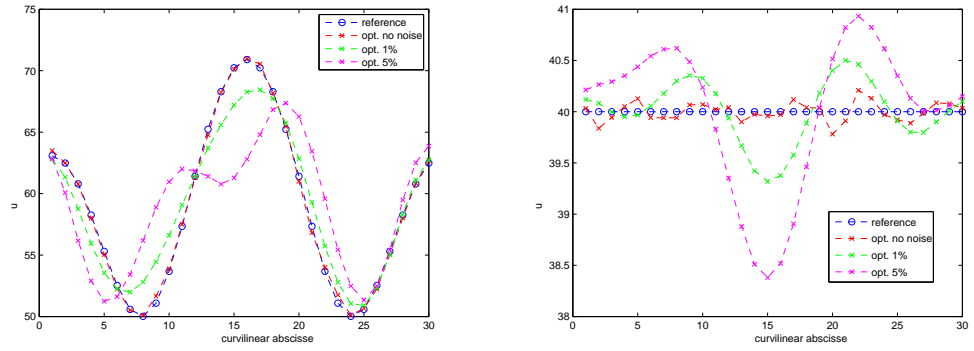 75
70
65
60
55
50
u
0
5
10
15
20
25
30
curvilinear abscisse
reference
opt. no noise
opt. 1%
opt. 5%
41
40.5
40
39.5
39
38.5
38
u
0
5
10
15
20
25
30
curvilinear abscisse
reference
opt. no noise
opt. 1%
opt. 5%